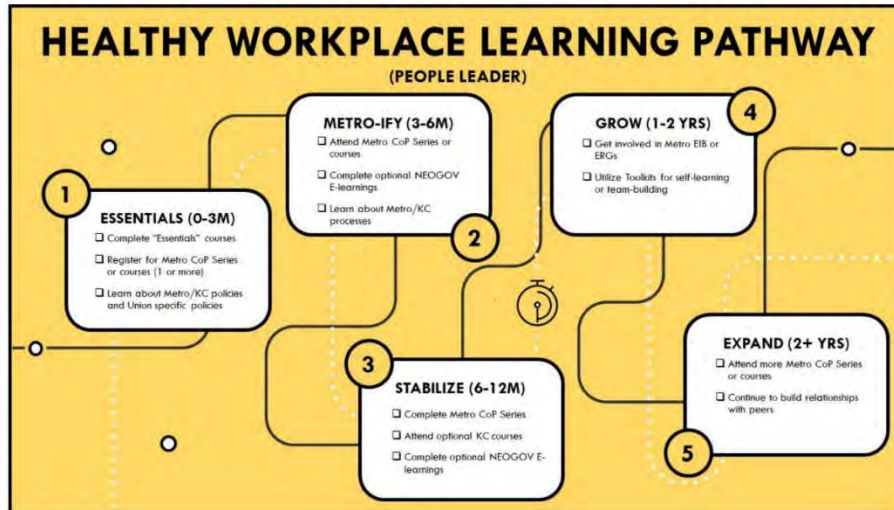 HEALTHY WORKPLACE LEARNING PATHWAY
(PEOPLE LEADER)
1
ESSENTIALS (0-3M)
Complete "Essentials" courses
Register for Metro CoP Series
or courses (1 or more)
Learn about Metro/KC policies
and Union specific policies
METRO-IFY (3-6M)
Attend Metro CoP Series or
courses
Complete optional NEOGOV
E-learnings
Learn about Metro/KC
processes
2
3
STABILIZE (6-12M)
Complete Metro CoP Series
Attend optional KC courses
Complete optional NEOGOV E-
learnings
4
GROW (1-2 YRS)
Get involved in Metro EIB or
ERGs
Utilize Toolkits for self-learning
or team-building
EXPAND (2+ YRS)
Attend more Metro CoP Series
or courses
Continue to build relationships
with peers
5